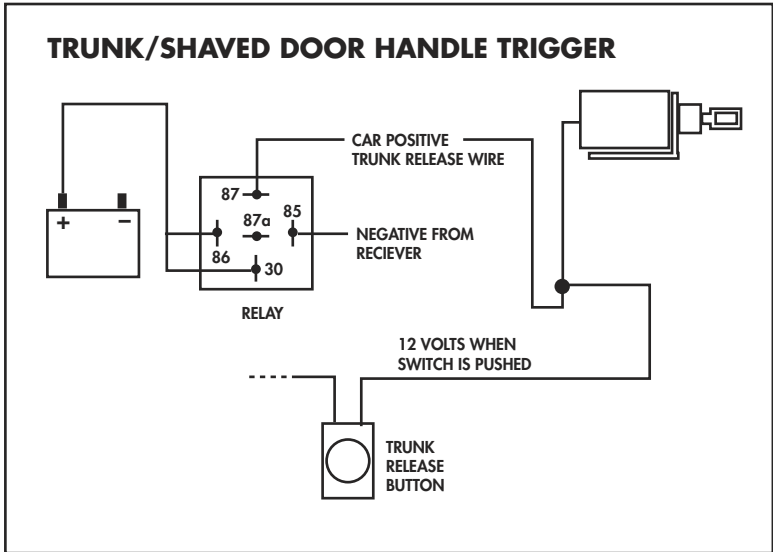 TRUNK/SHAVED DOOR HANDLE TRIGGER
CAR POSITIVE
TRUNK RELEASE WIRE
87
87a
85
+
−
86
30
NEGATIVE FROM
RECIEVER
RELAY
12 VOLTS WHEN
SWITCH IS PUSHED
TRUNK
RELEASE
BUTTON